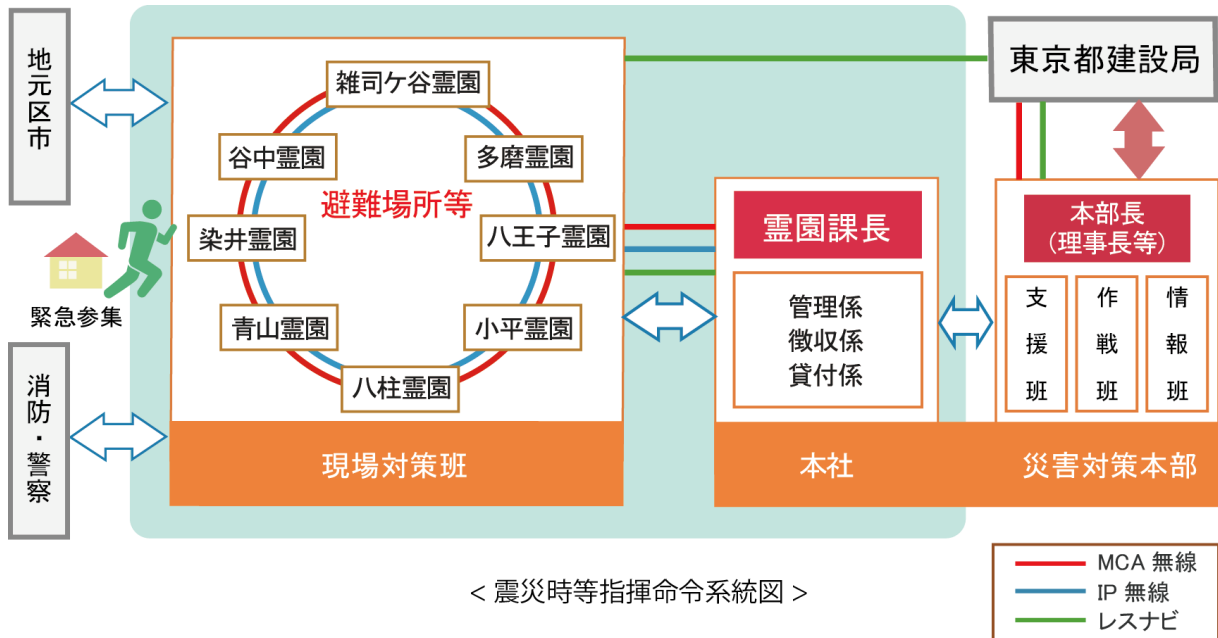 地元区市
緊急参集
消防・警察
雑司ケ谷霊園
谷中霊園
多磨霊園
避難場所等
染井霊園
八王子霊園
青山霊園
小平霊園
八柱霊園
現場対策班
霊園課長
管理係
徴収係
貸付係
本社
東京都建設局
本部長
（理事長等）
支援班
作戦班
情報班
災害対策本部
＜震災時等指揮命令系統図＞
MCA 無線
IP 無線
レスナビ